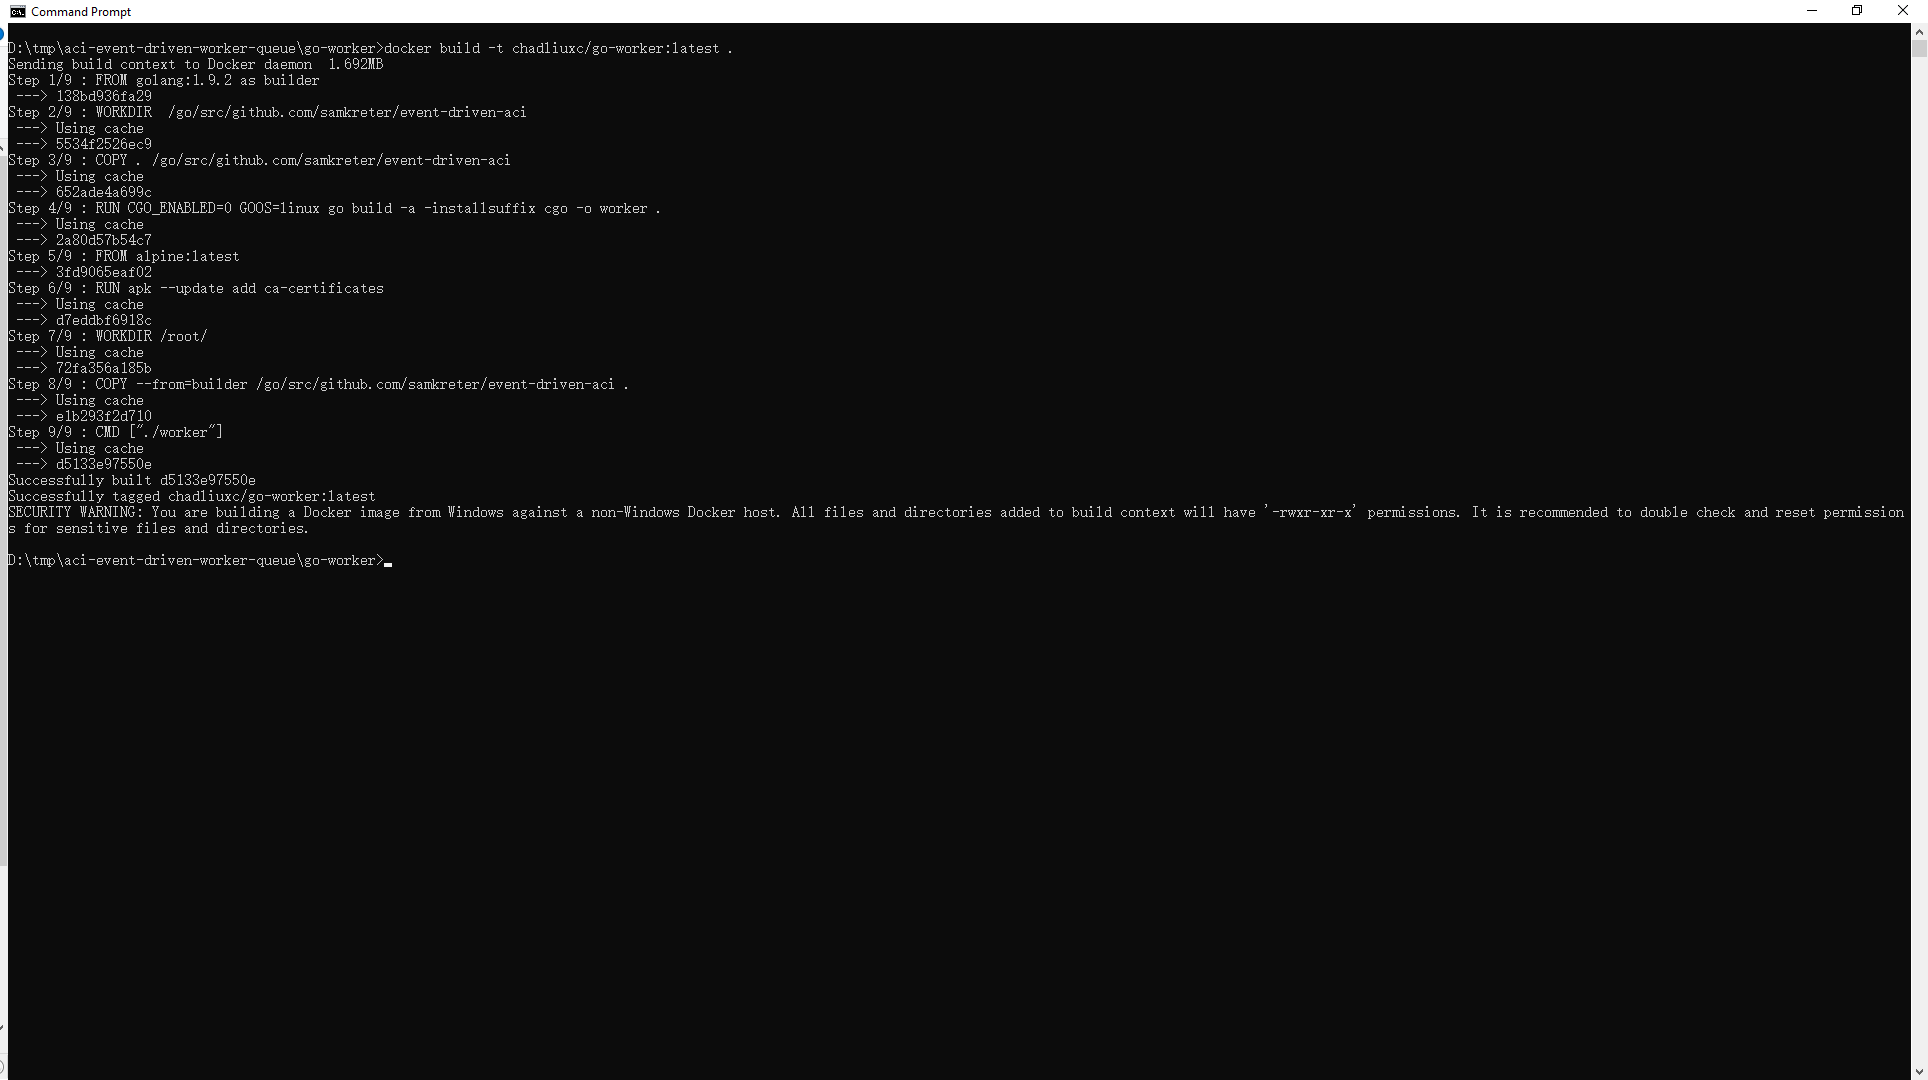 Command Prompt
D:\tmp\aci-event-driven-worker-queue\go-worker>docker build -t chadliuxc/go-worker:latest .
Sending build context to Docker daemon  1.692MB
Step 1/9 : FROM golang:1.9.2 as builder
 ---> 138bd936fa29
Step 2/9 : WORKDIR  /go/src/github.com/samkreter/event-driven-aci
 ---> Using cache
 ---> 5534f2526ec9
Step 3/9 : COPY . /go/src/github.com/samkreter/event-driven-aci
 ---> Using cache
 ---> 652ade4a699c
Step 4/9 : RUN CGO_ENABLED=0 GOOS=linux go build -a -installsuffix cgo -o worker .
 ---> Using cache
 ---> 2a80d57b54c7
Step 5/9 : FROM alpine:latest
 ---> 3fd9065eaf02
Step 6/9 : RUN apk --update add ca-certificates
 ---> Using cache
 ---> d7eddbf6918c
Step 7/9 : WORKDIR /root/
 ---> Using cache
 ---> 72fa356a185b
Step 8/9 : COPY --from=builder /go/src/github.com/samkreter/event-driven-aci .
 ---> Using cache
 ---> e1b293f2d710
Step 9/9 : CMD ["./worker"]
 ---> Using cache
 ---> d5133e97550e
Successfully built d5133e97550e
Successfully tagged chadliuxc/go-worker:latest
SECURITY WARNING: You are building a Docker image from Windows against a non-Windows Docker host. All files and directories added to build context will have '-rwxr-xr-x' permissions. It is recommended to double check and reset permission
s for sensitive files and directories.
D:\tmp\aci-event-driven-worker-queue\go-worker>